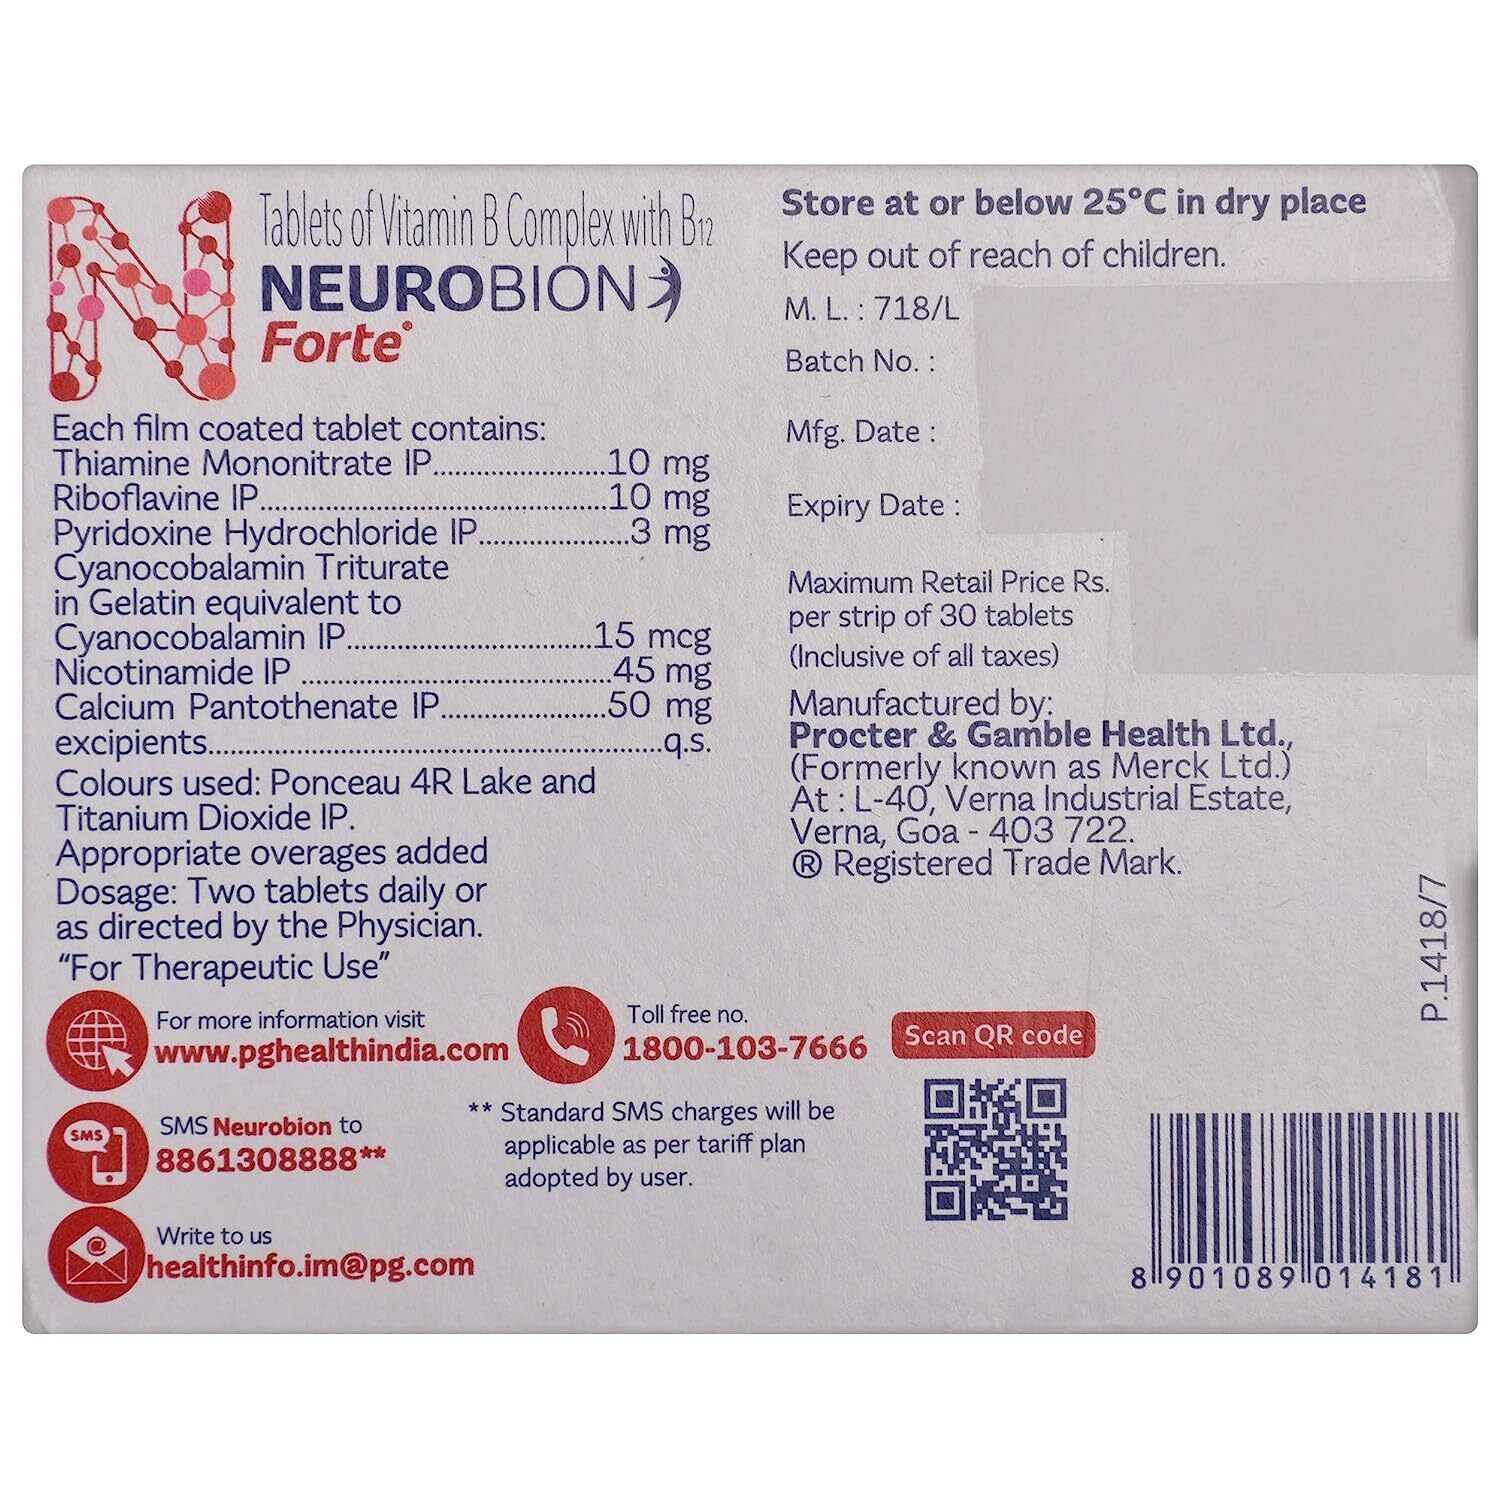 Tablets of Vitamin B Complex with B12
NEUROBION
Forte®
Each film coated tablet contains:
Thiamine Mononitrate IP........................10 mg
Riboflavine IP..................................................10 mg
Pyridoxine Hydrochloride IP.....................3 mg
Cyanocobalamin Triturate
in Gelatin equivalent to
Cyanocobalamin IP...................................15 mcg
Nicotinamide IP ............................................45 mg
Calcium Pantothenate IP.......................50 mg
excipients................................................................q.s.
Colours used: Ponceau 4R Lake and
Titanium Dioxide IP.
Appropriate overages added
Dosage: Two tablets daily or
as directed by the Physician.
"For Therapeutic Use"
For more information visit
www.pghealthindia.com
Toll free no.
1800-103-7666
SMS
SMS Neurobion to
8861308888**
** Standard SMS charges will be
applicable as per tariff plan
adopted by user.
@
Write to us
healthinfo.im@pg.com
Store at or below 25°C in dry place
Keep out of reach of children.
M. L. : 718/L
Batch No. :
Mfg. Date :
Expiry Date :
Maximum Retail Price Rs.
per strip of 30 tablets
(Inclusive of all taxes)
Manufactured by:
Procter & Gamble Health Ltd.,
(Formerly known as Merck Ltd.)
At : L-40, Verna Industrial Estate,
Verna, Goa - 403 722.
® Registered Trade Mark.
P.1418/7
Scan QR code
8 901089 014181